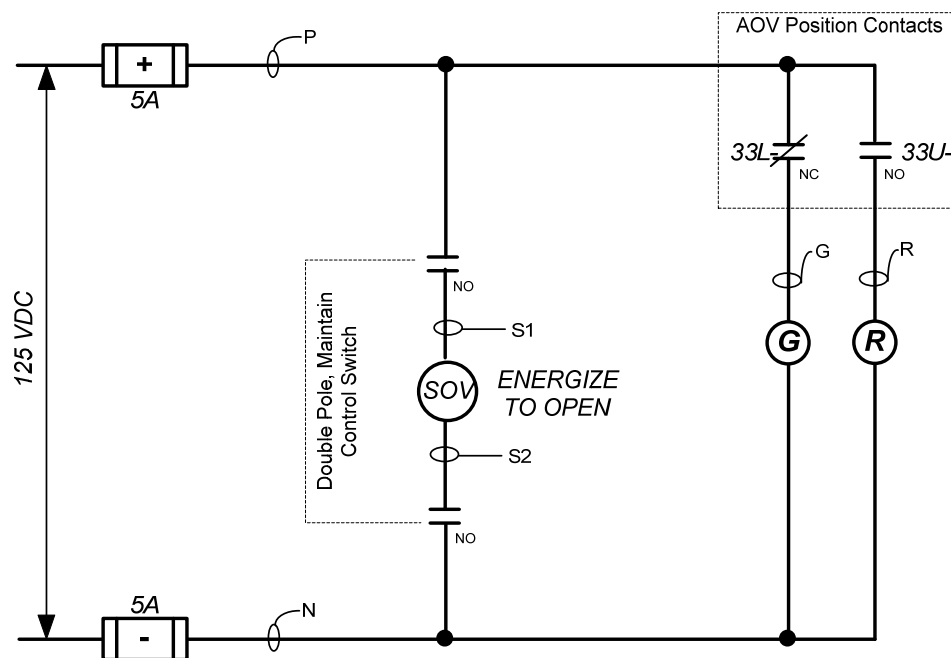 AOV Position Contacts
P
+
5A
33L-
NC
33U-
NO
125 VDC
Double Pole, Maintain
Control Switch
NO
S1
SOV
ENERGIZE
TO OPEN
S2
NO
G
R
G
R
5A
-
N